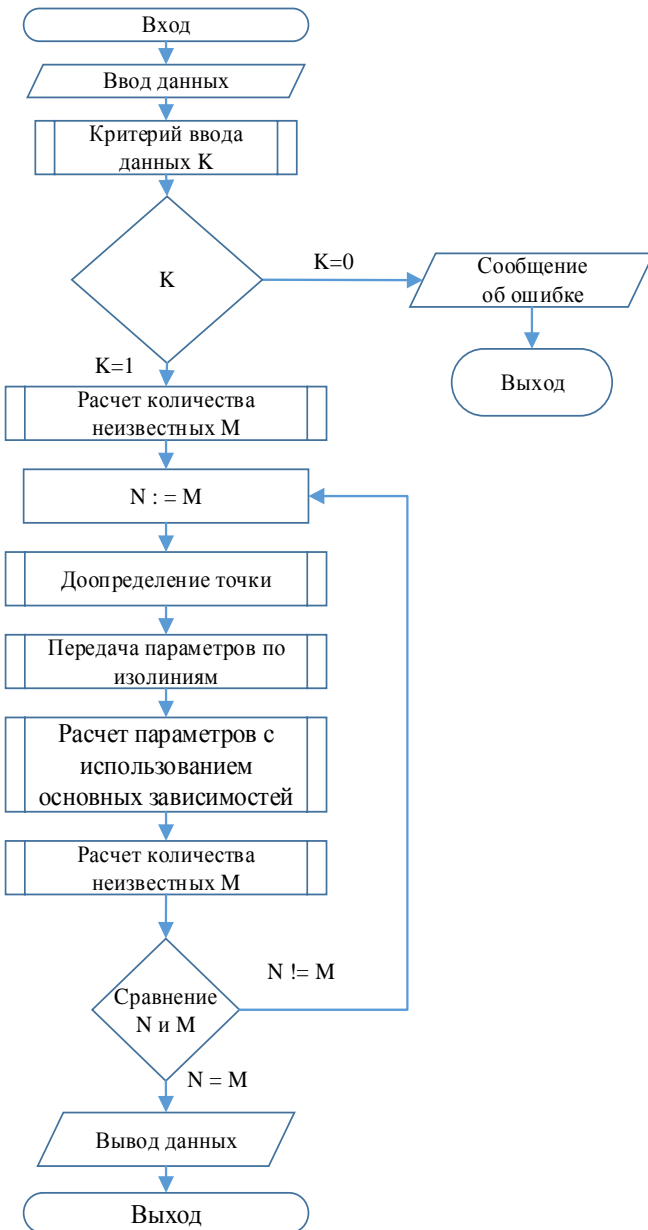 Вход
Ввод данных
Критерий ввода
данных K
K
K=0
Сообщение
об ошибке
Выход
K=1
Расчет количества
неизвестных M
N : = M
Доопределение точки
Передача параметров по
изолиниям
Расчет параметров с
использованием
основных зависимостей
Расчет количества
неизвестных M
N != M
Сравнение
N и M
N = M
Вывод данных
Выход